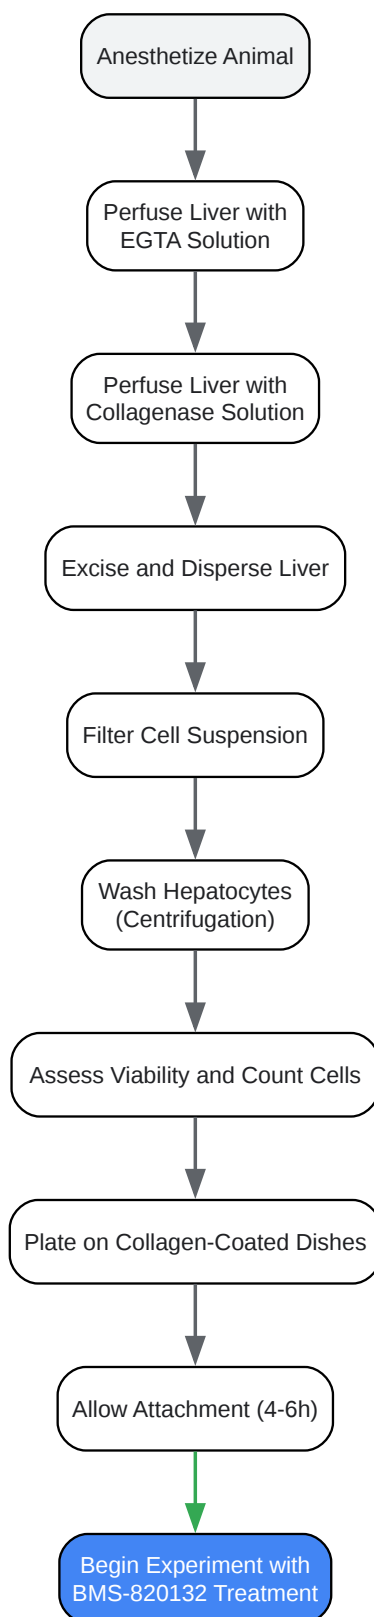 Anesthetize Animal
Perfuse Liver with
EGTA Solution
Perfuse Liver with
Collagenase Solution
Excise and Disperse Liver
Filter Cell Suspension
Wash Hepatocytes
(Centrifugation)
Assess Viability and Count Cells
Plate on Collagen-Coated Dishes
Allow Attachment (4-6h)
Begin Experiment with
BMS-820132 Treatment